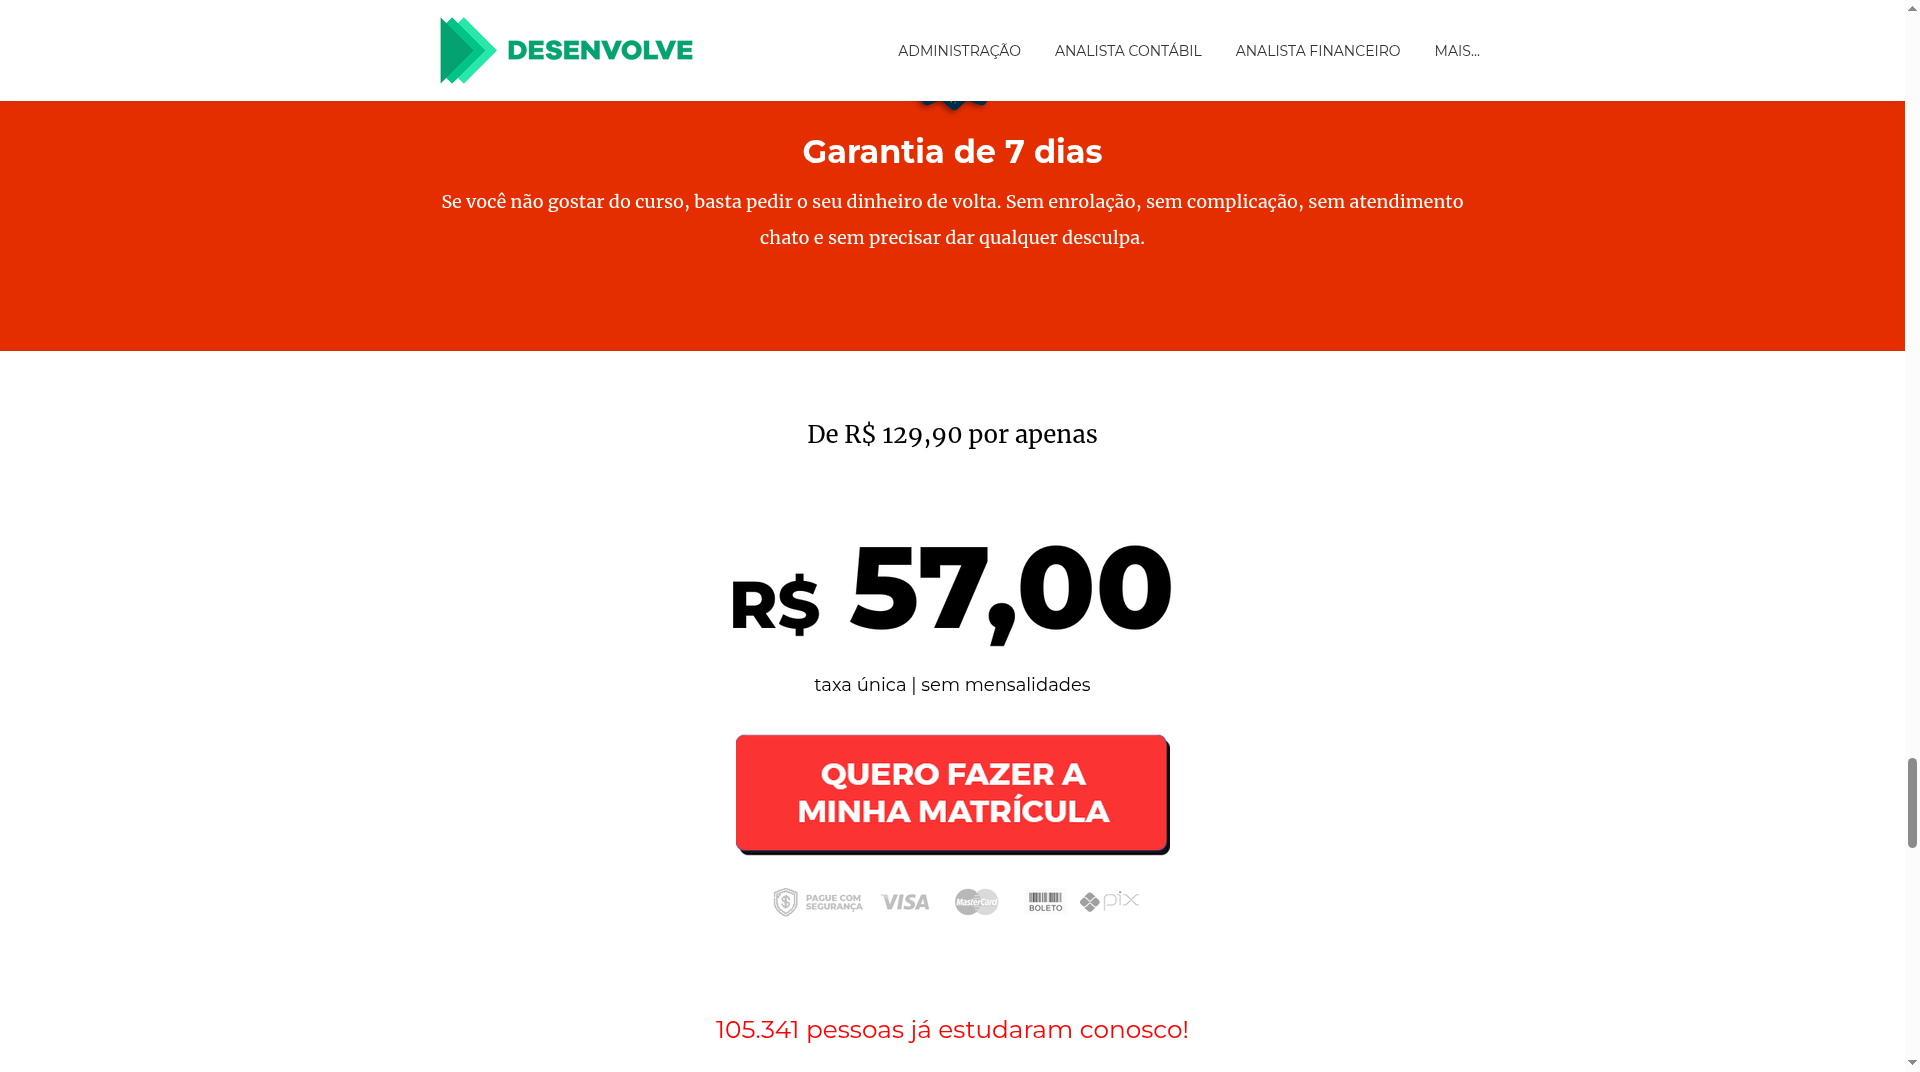 DESENVOLVE
ADMINISTRAÇÃO ANALISTA CONTÁBIL ANALISTA FINANCEIRO MAIS...
Garantia de 7 dias
Se você não gostar do curso, basta pedir o seu dinheiro de volta. Sem enrolação, sem complicação, sem atendimento
chato e sem precisar dar qualquer desculpa.
De R$ 129,90 por apenas
R$ 57,00
taxa única | sem mensalidades
QUERO FAZER A
MINHA MATRÍCULA
PAGUE COM
SEGURANÇA
VISA
MasterCard
BOLETO
pix
105.341 pessoas já estudaram conosco!